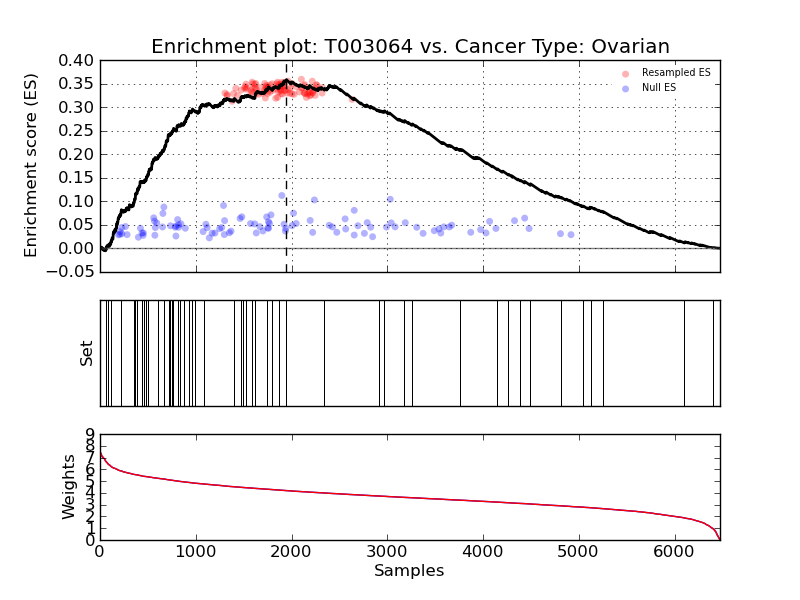 Enrichment plot: T003064 vs. Cancer Type: Ovarian
Enrichment score (ES)
0.40
0.35
0.30
0.25
0.20
0.15
0.10
0.05
0.00
−0.05
Resampled ES
Null ES
Set
Weights
9
8
7
6
5
4
3
2
1
0
0 1000 2000 3000 4000 5000 6000
Samples